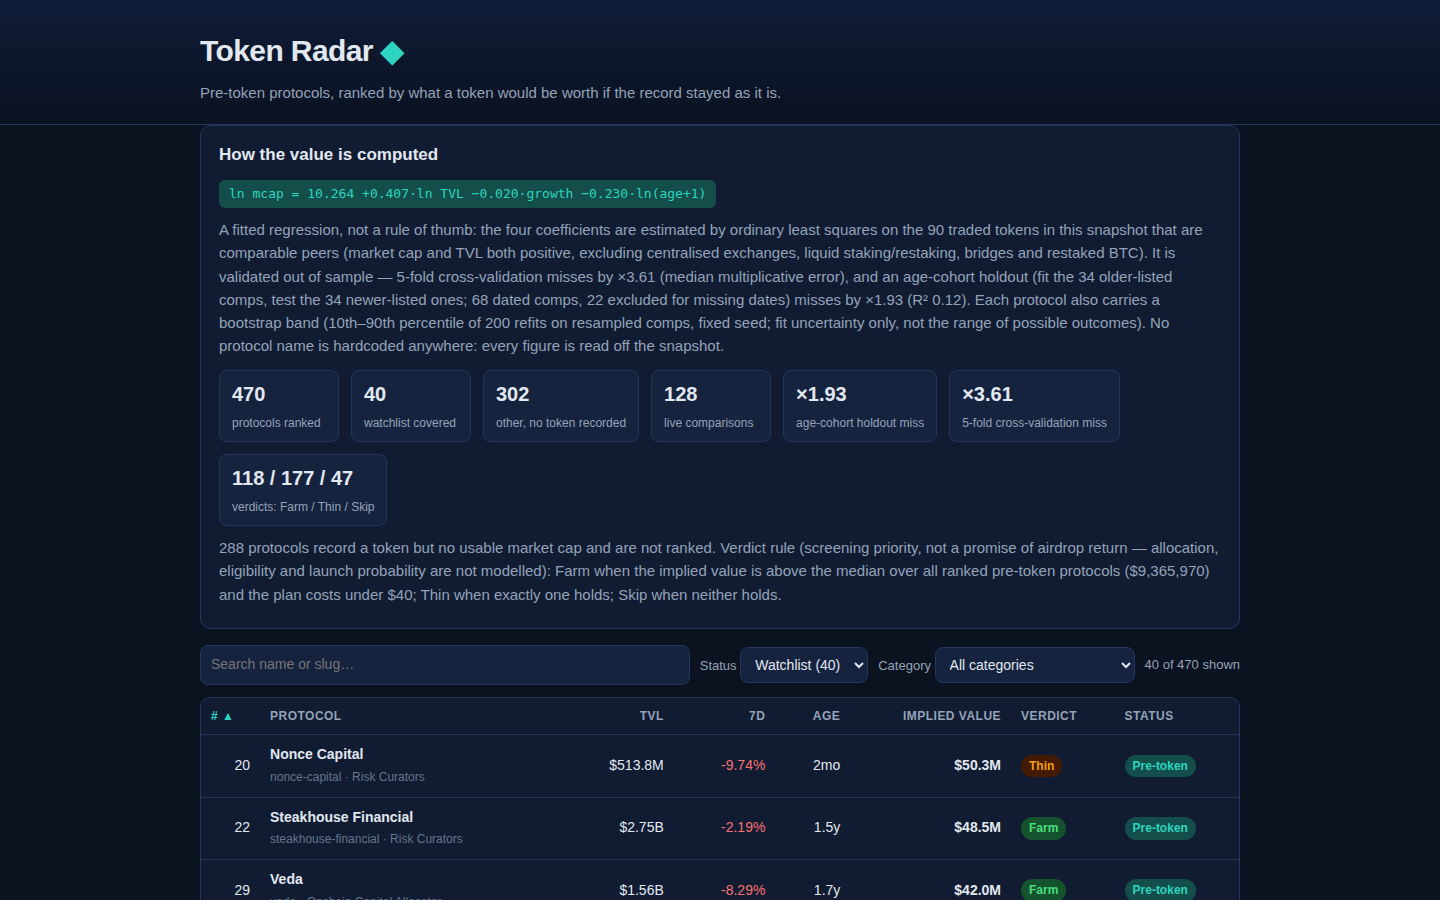 Token Radar
Pre-token protocols, ranked by what a token would be worth if the record stayed as it is.
How the value is computed
ln mcap = 10.264 +0.407·ln TVL −0.020·growth −0.230·ln(age+1)
A fitted regression, not a rule of thumb: the four coefficients are estimated by ordinary least squares on the 90 traded tokens in this snapshot that are
comparable peers (market cap and TVL both positive, excluding centralised exchanges, liquid staking/restaking, bridges and restaked BTC). It is
validated out of sample — 5-fold cross-validation misses by ×3.61 (median multiplicative error), and an age-cohort holdout (fit the 34 older-listed
comps, test the 34 newer-listed ones; 68 dated comps, 22 excluded for missing dates) misses by ×1.93 (R² 0.12). Each protocol also carries a
bootstrap band (10th–90th percentile of 200 refits on resampled comps, fixed seed; fit uncertainty only, not the range of possible outcomes). No
protocol name is hardcoded anywhere: every figure is read off the snapshot.
470 40 302 128 ×1.93 ×3.61
protocols ranked watchlist covered other, no token recorded live comparisons age-cohort holdout miss 5-fold cross-validation miss
118 / 177 / 47
verdicts: Farm / Thin / Skip
288 protocols record a token but no usable market cap and are not ranked. Verdict rule (screening priority, not a promise of airdrop return — allocation,
eligibility and launch probability are not modelled): Farm when the implied value is above the median over all ranked pre-token protocols ($9,365,970)
and the plan costs under $40; Thin when exactly one holds; Skip when neither holds.
Search name or slug… Status Watchlist (40) Category All categories 40 of 470 shown
# ▲ PROTOCOL TVL 7D AGE IMPLIED VALUE VERDICT STATUS
20 Nonce Capital $513.8M -9.74% 2mo $50.3M Thin Pre-token
nonce-capital · Risk Curators
22 Steakhouse Financial $2.75B -2.19% 1.5y $48.5M Farm Pre-token
steakhouse-financial · Risk Curators
29 Veda $1.56B -8.29% 1.7y $42.0M Farm Pre-token